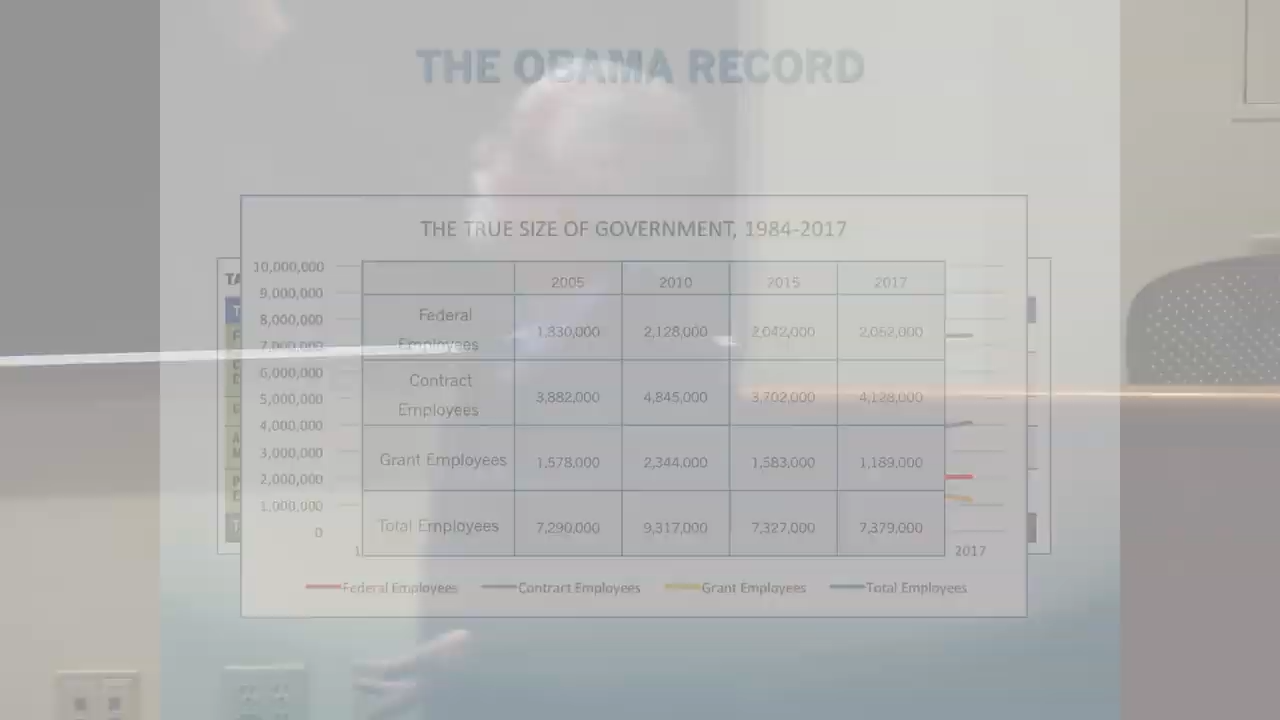 THE OBAMA RECORD
THE TRUE SIZE OF GOVERNMENT, 1984-2017
TA
10,000,000
9,000,000
8,000,000
7,000,000
6,000,000
5,000,000
4,000,000
3,000,000
2,000,000
1,000,000
0
2005 2010 2015 2017
Federal Employees 1,830,000 2,128,000 2,042,000 2,052,000
Contract Employees 3,882,000 4,845,000 3,702,000 4,128,000
Grant Employees 1,578,000 2,344,000 1,583,000 1,189,000
Total Employees 7,290,000 9,317,000 7,327,000 7,379,000
2017
Federal Employees Contract Employees Grant Employees Total Employees